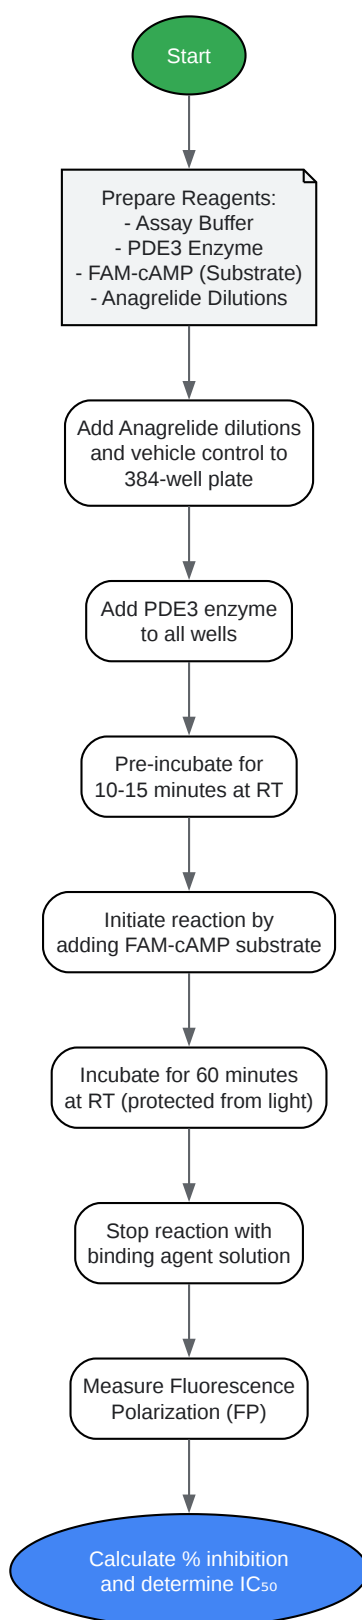 Start
Prepare Reagents:
- Assay Buffer
- PDE3 Enzyme
- FAM-cAMP (Substrate)
- Anagrelide Dilutions
Add Anagrelide dilutions
and vehicle control to
384-well plate
Add PDE3 enzyme
to all wells
Pre-incubate for
10-15 minutes at RT
Initiate reaction by
adding FAM-cAMP substrate
Incubate for 60 minutes
at RT (protected from light)
Stop reaction with
binding agent solution
Measure Fluorescence
Polarization (FP)
Calculate % inhibition
and determine IC₅₀